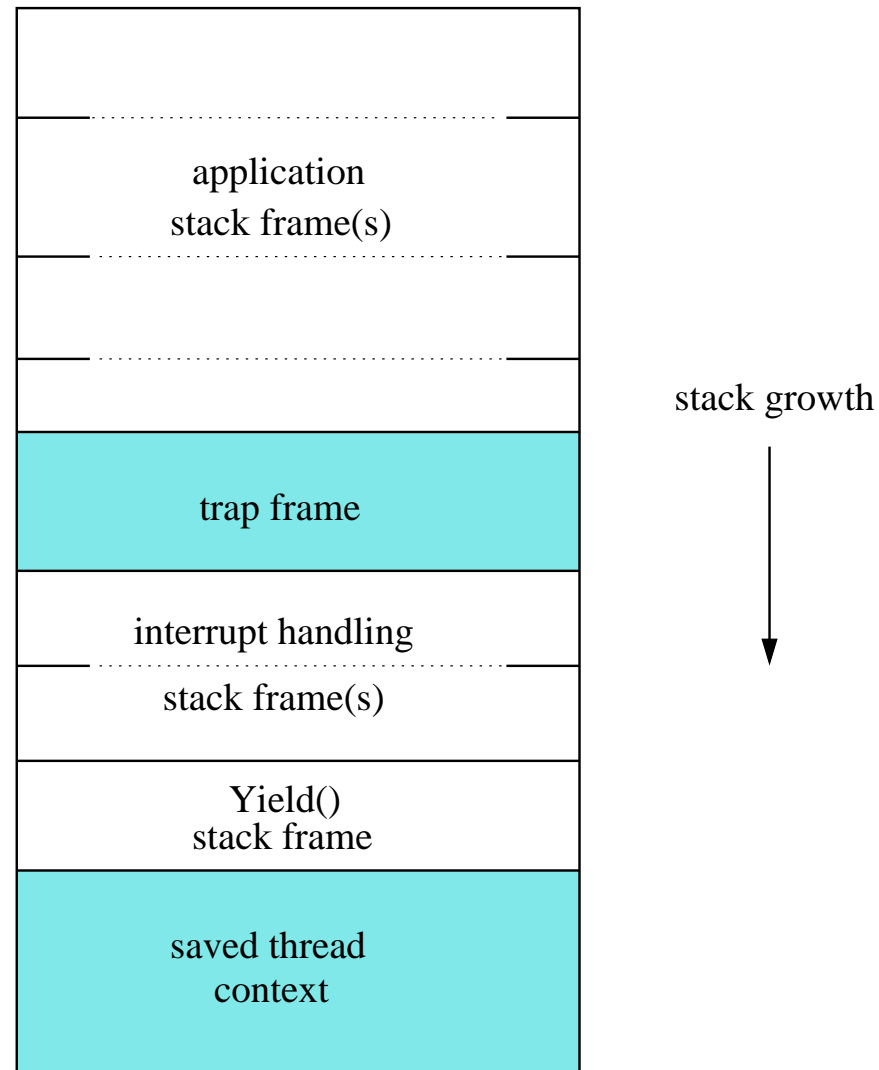 application
stack frame(s)
stack growth
trap frame
interrupt handling
stack frame(s)
Yield()
stack frame
saved thread
context